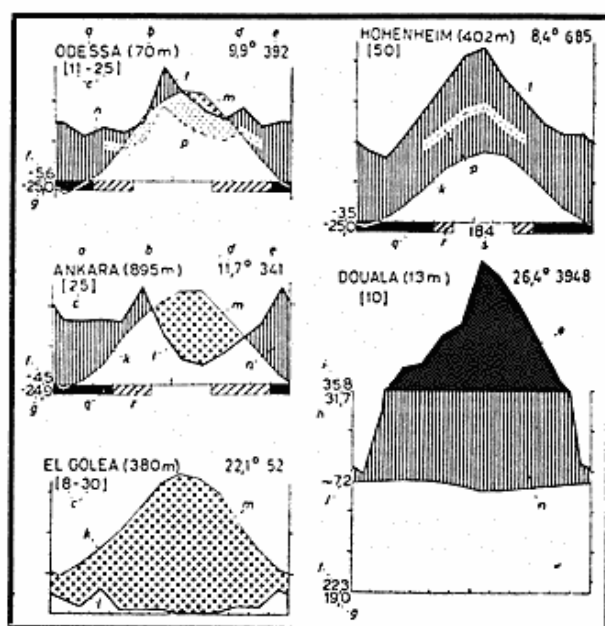 a b d e
ODESSA (70m) 9,9° 392
[11-25]
c
l
m
n
p
f
-5,6
-25,0
g
HOHENHEIM (402m) 8,4° 685
[50]
l
k
p
-3,5
-25,0
184
q r s
a b d e
ANKARA (895m) 11,7° 341
[25]
c
m
k l n
f
-4,5
-24,9
g
q r
DOUALA (13m) 26,4° 3948
[10]
o
i
35,8
31,7
h
7,2
n
f
22,3
19,0
g
EL GOLEA (380m) 22,1° 52
[8-30]
c
k
m
l